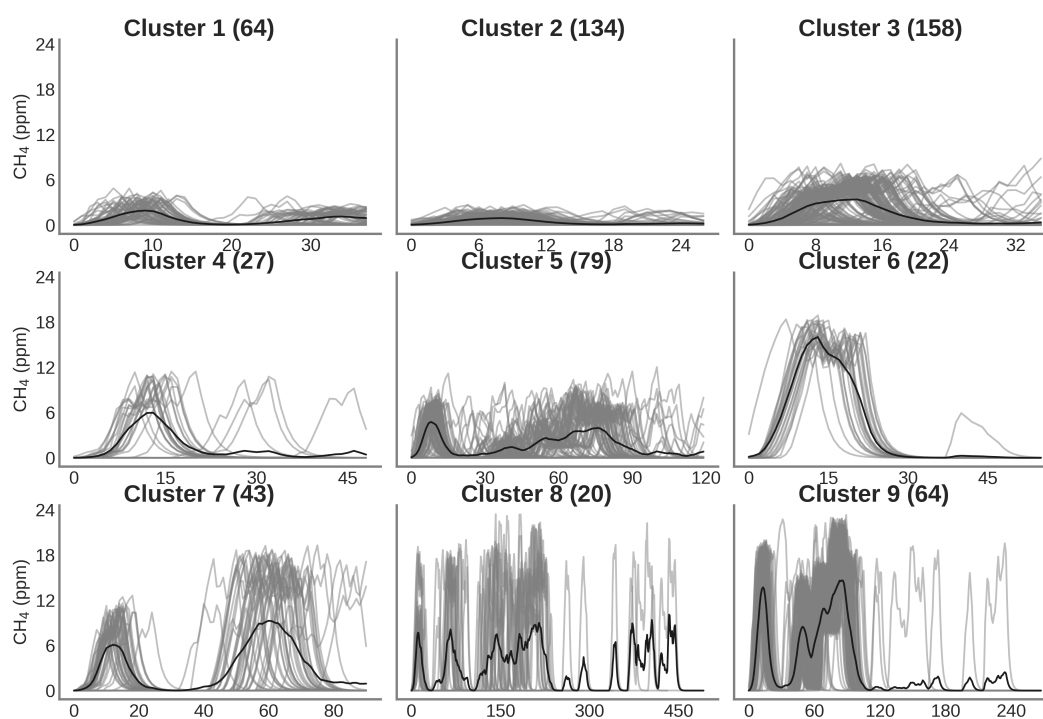 Cluster 1 (64) Cluster 2 (134) Cluster 3 (158)
24
18
12
6
0
CH₄ (ppm)
0 10 20 30 0 6 12 18 24 0 8 16 24 32
Cluster 4 (27) Cluster 5 (79) Cluster 6 (22)
24
18
12
6
0
CH₄ (ppm)
0 15 30 45 0 30 60 90 120 0 15 30 45
Cluster 7 (43) Cluster 8 (20) Cluster 9 (64)
24
18
12
6
0
CH₄ (ppm)
0 20 40 60 80 0 150 300 450 0 60 120 180 240